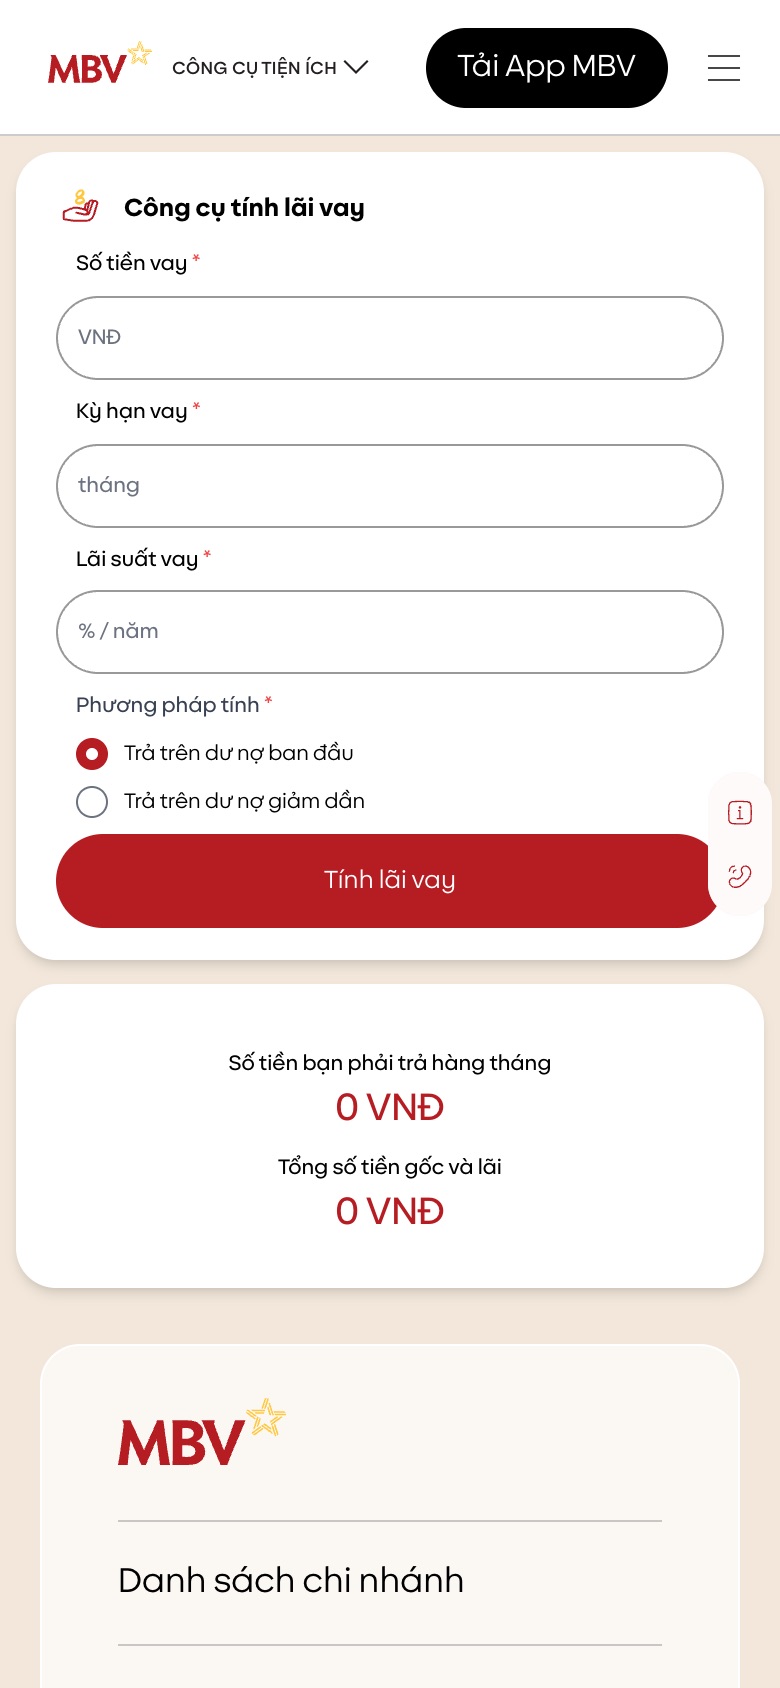 MBV
CÔNG CỤ TIỆN ÍCH
Tải App MBV
Công cụ tính lãi vay
Số tiền vay *
VNĐ
Kỳ hạn vay *
tháng
Lãi suất vay *
% / năm
Phương pháp tính *
Trả trên dư nợ ban đầu
Trả trên dư nợ giảm dần
Tính lãi vay
Số tiền bạn phải trả hàng tháng
0 VNĐ
Tổng số tiền gốc và lãi
0 VNĐ
MBV
Danh sách chi nhánh